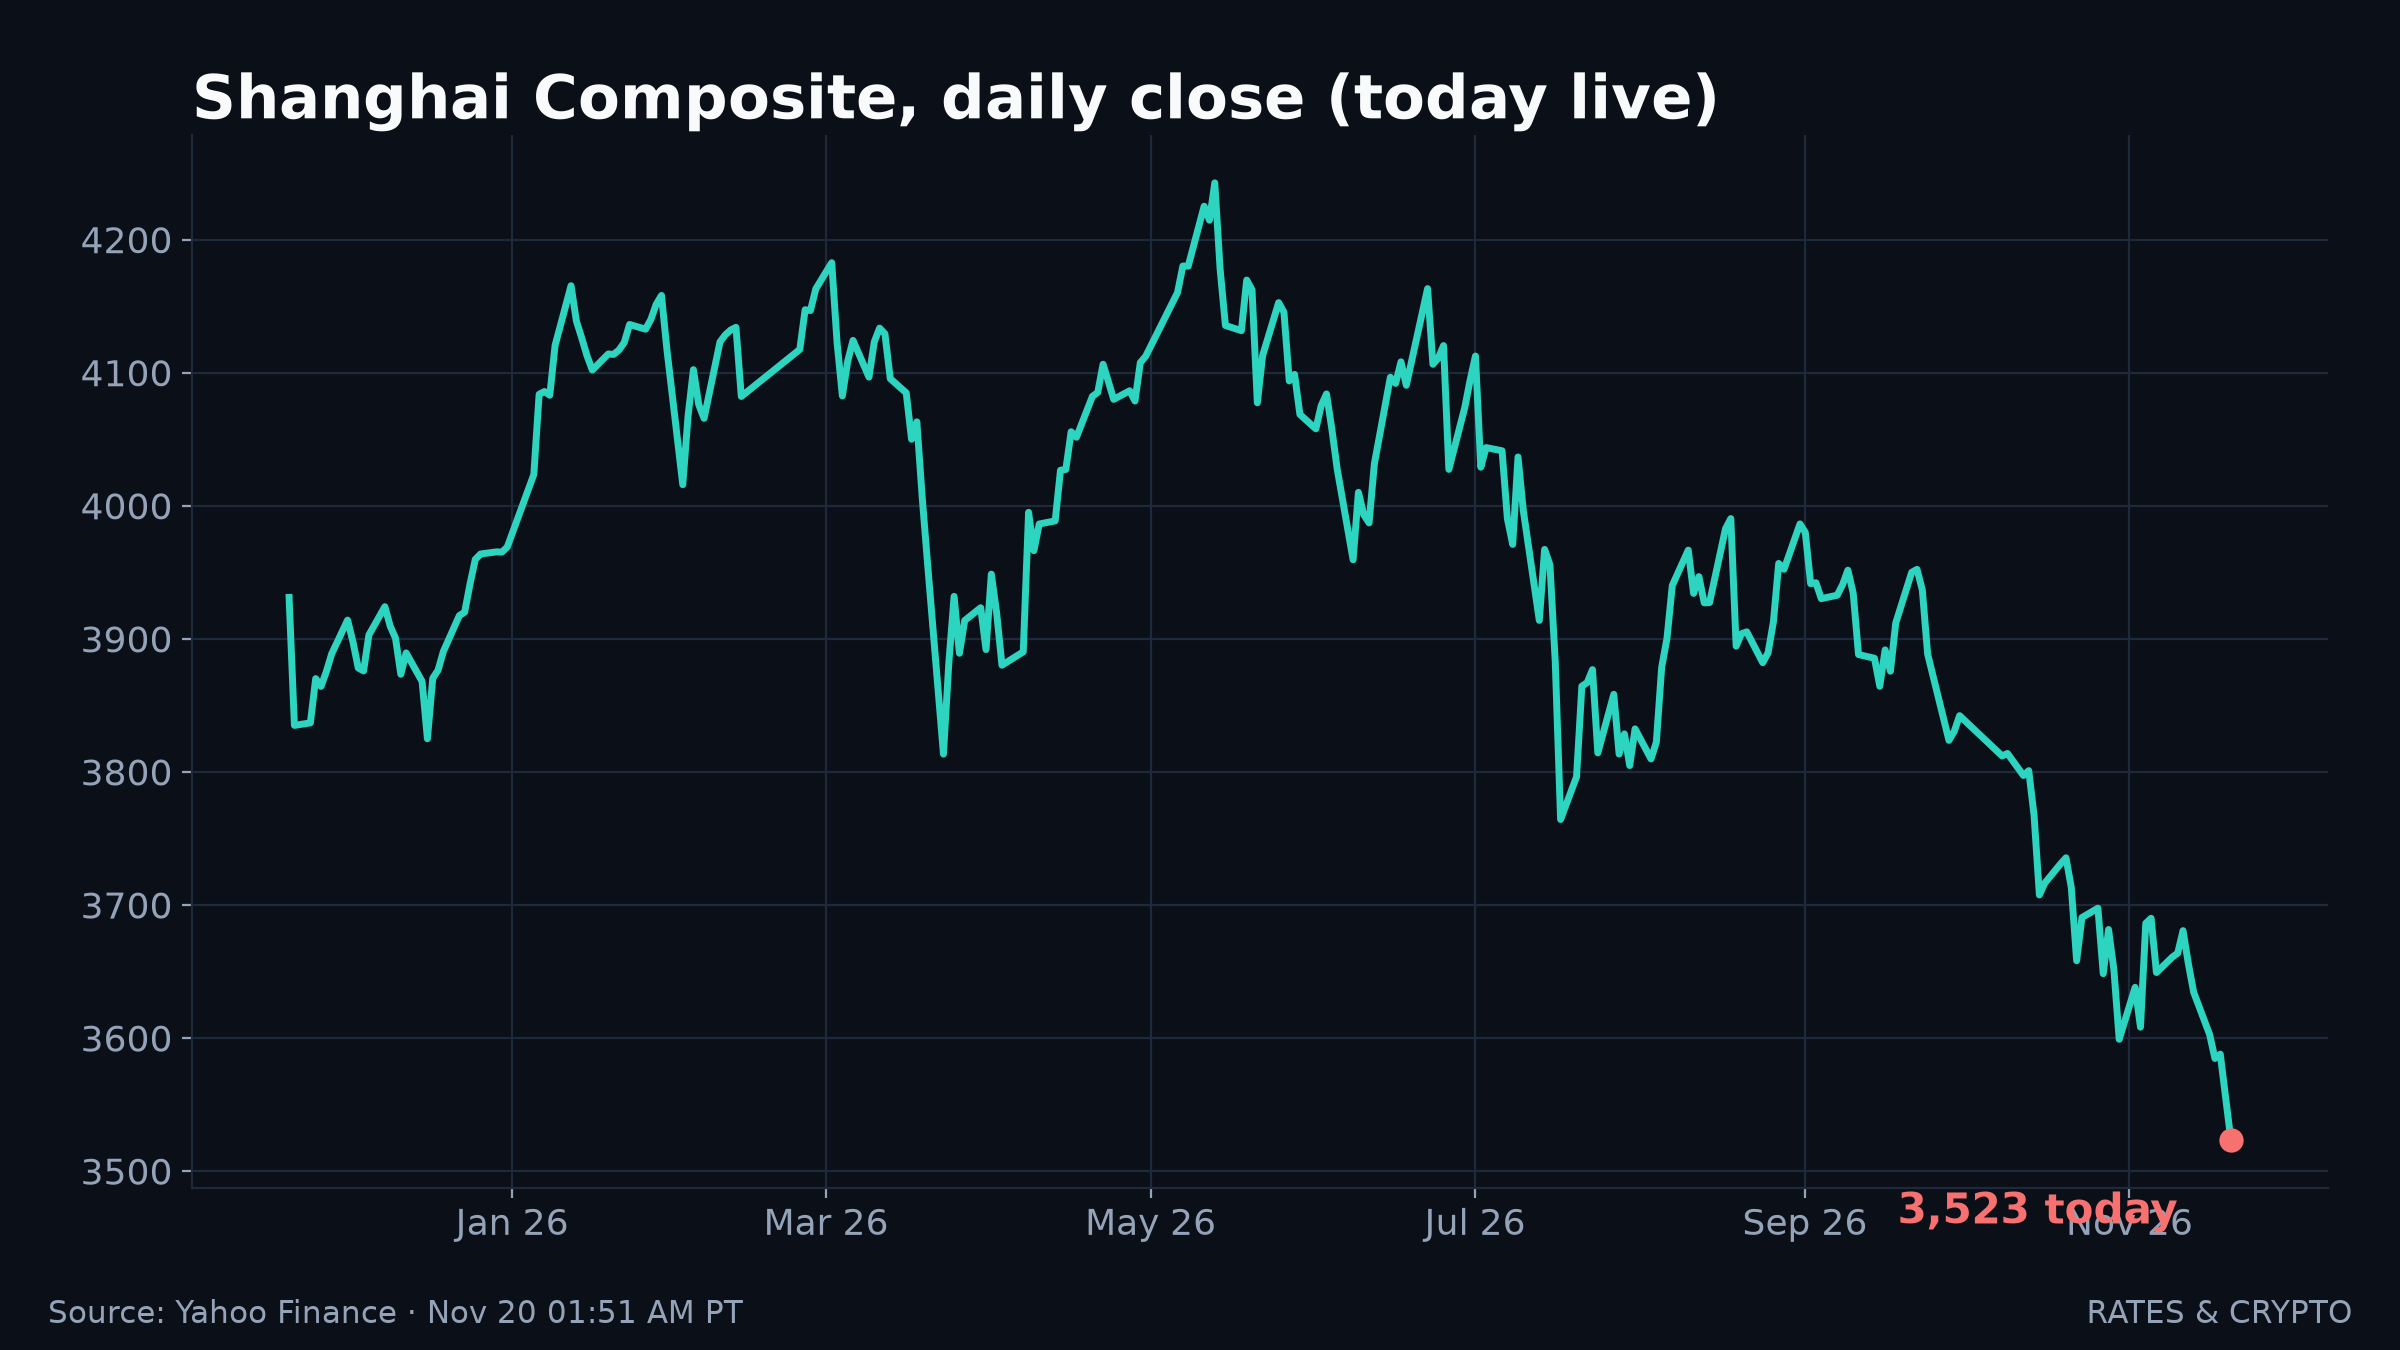 Shanghai Composite, daily close (today live)
4200
4100
4000
3900
3800
3700
3600
3500
Jan 26
Mar 26
May 26
Jul 26
Sep 26
Nov 26
3,523 today
Source: Yahoo Finance · Nov 20 01:51 AM PT
RATES & CRYPTO